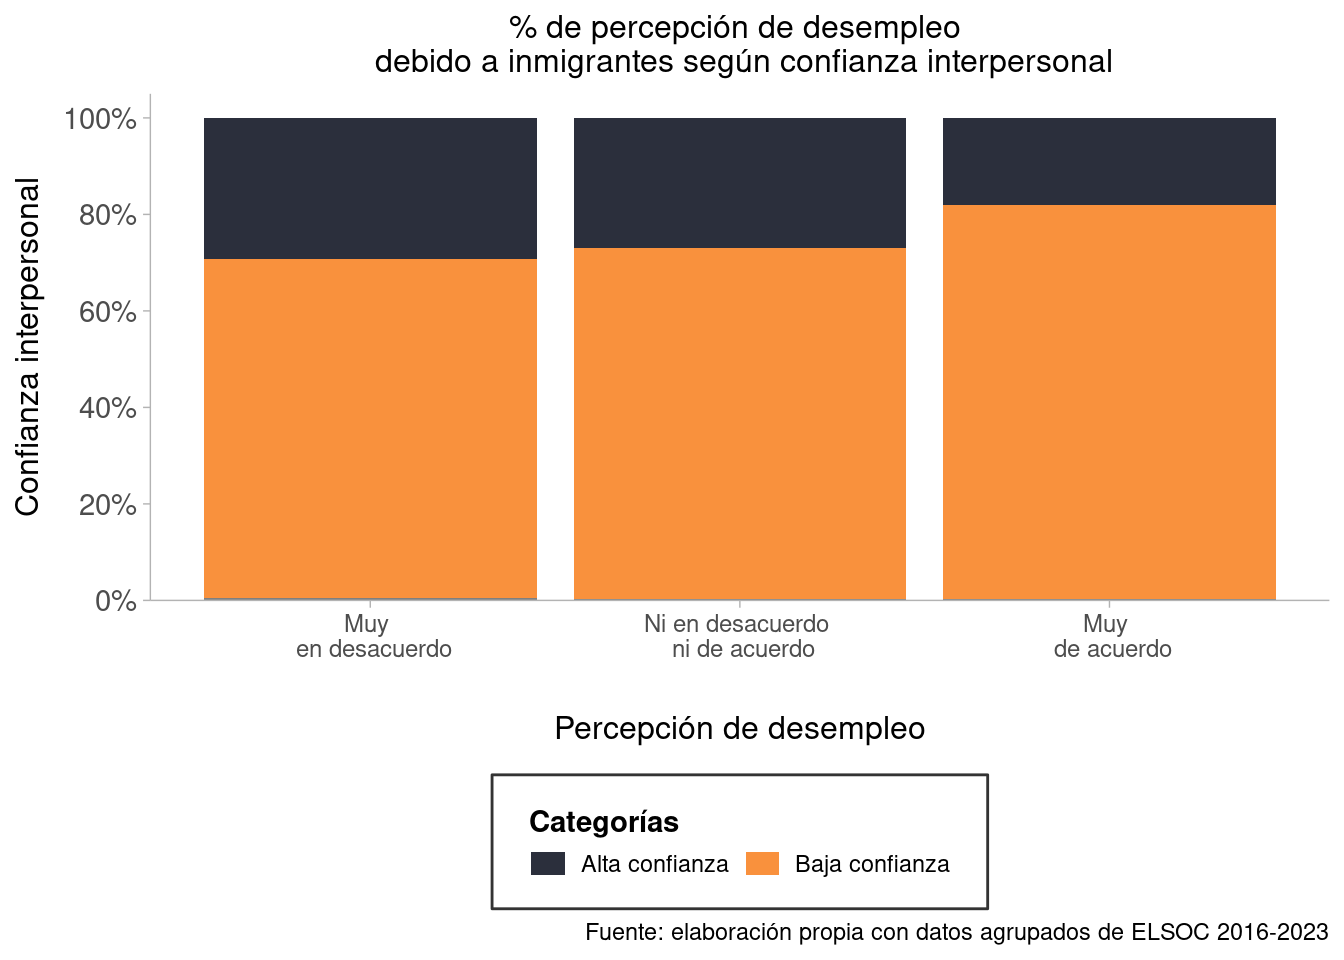 % de percepción de desempleo
debido a inmigrantes según confianza interpersonal
Confianza interpersonal
100%
80%
60%
40%
20%
0%
Muy
en desacuerdo
Ni en desacuerdo
ni de acuerdo
Muy
de acuerdo
Percepción de desempleo
Categorías
Alta confianza
Baja confianza
Fuente: elaboración propia con datos agrupados de ELSOC 2016-2023